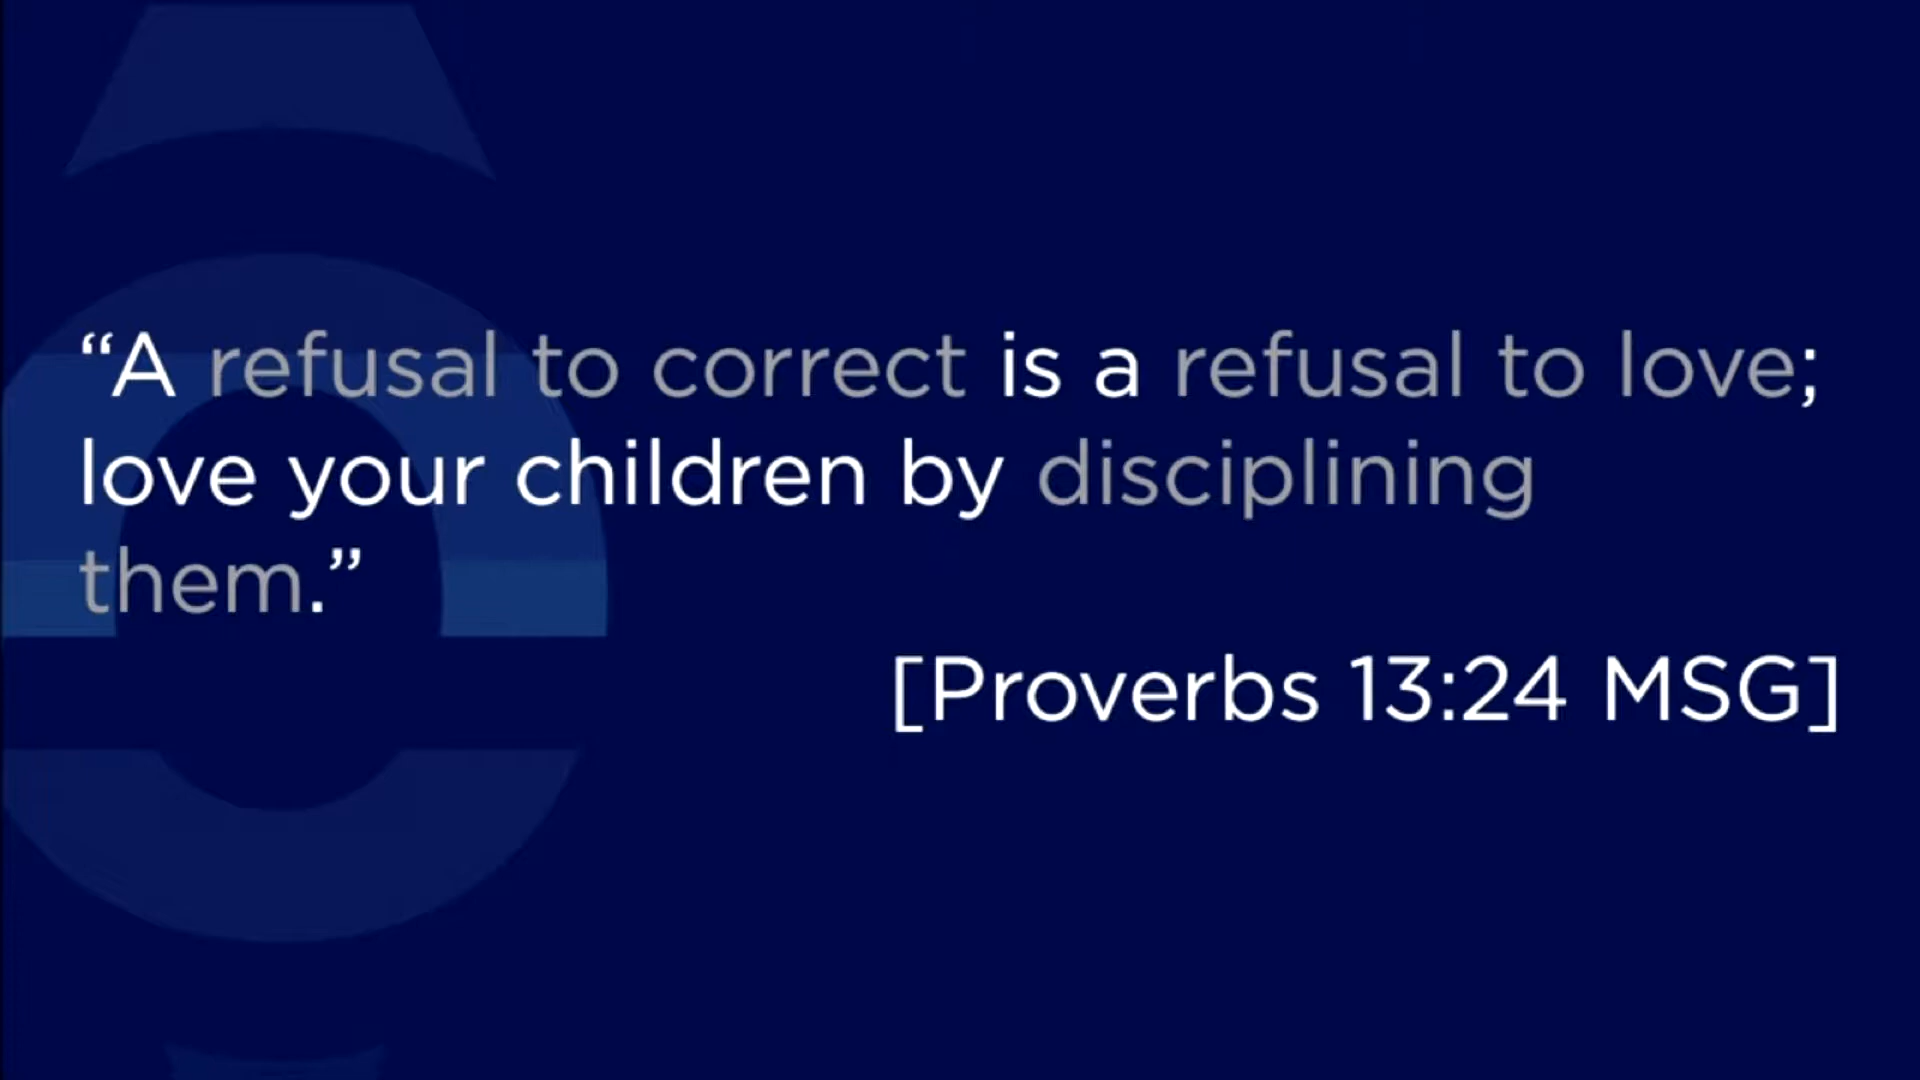 “A refusal to correct is a refusal to love;
love your children by disciplining
them.”
[Proverbs 13:24 MSG]